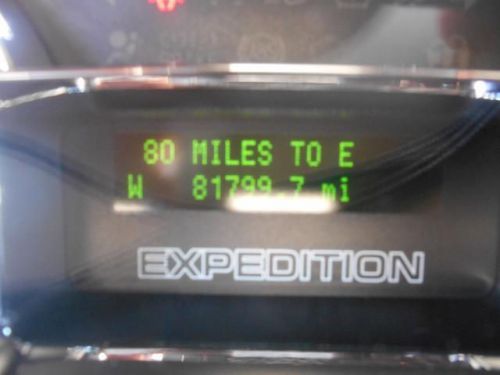 80 MILES TO E
W 81799.7 mi
EXPEDITION